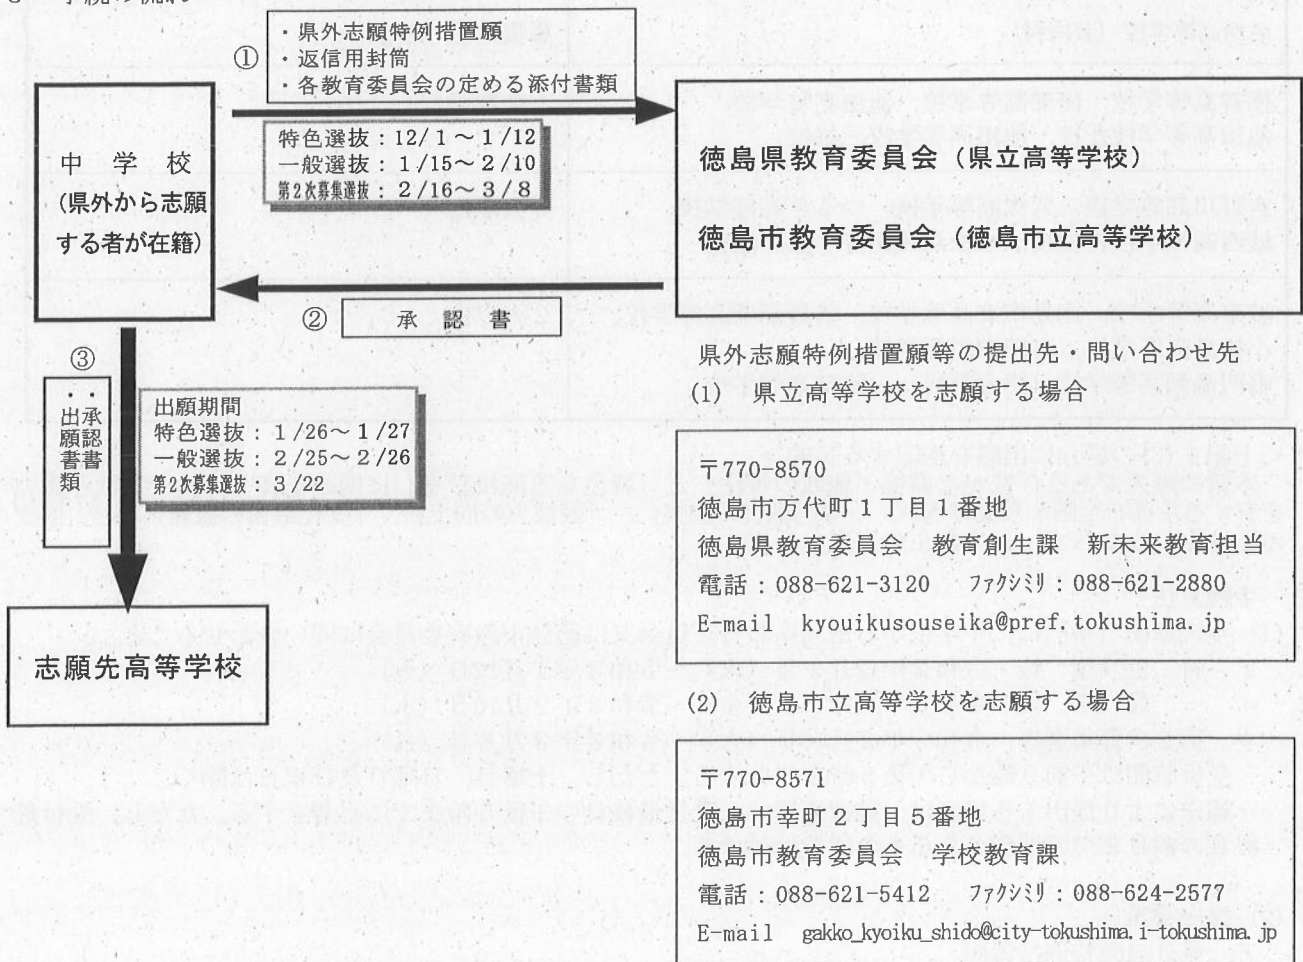 ①
・県外志願特例措置願
・返信用封筒
・各教育委員会の定める添付書類
特色選抜：12/1～1/12
一般選抜：1/15～2/10
第2次募集選抜：2/16～3/8
中学校
(県外から志願
する者が在籍)
徳島県教育委員会（県立高等学校）
徳島市教育委員会（徳島市立高等学校）
② 承認書
③
・承認書
・出願書類
出願期間
特色選抜：1/26～1/27
一般選抜：2/25～2/26
第2次募集選抜：3/22
志願先高等学校
県外志願特例措置願等の提出先・問い合わせ先
(1) 県立高等学校を志願する場合
〒770-8570
徳島市万代町１丁目１番地
徳島県教育委員会 教育創生課 新未来教育担当
電話：088-621-3120 ﾌｧｸｼﾐﾘ：088-621-2880
E-mail kyouikusouseika@pref.tokushima.jp
(2) 徳島市立高等学校を志願する場合
〒770-8571
徳島市幸町２丁目５番地
徳島市教育委員会 学校教育課
電話：088-621-5412 ﾌｧｸｼﾐﾘ：088-624-2577
E-mail gakko_kyoiku_shido@city-tokushima.i-tokushima.jp